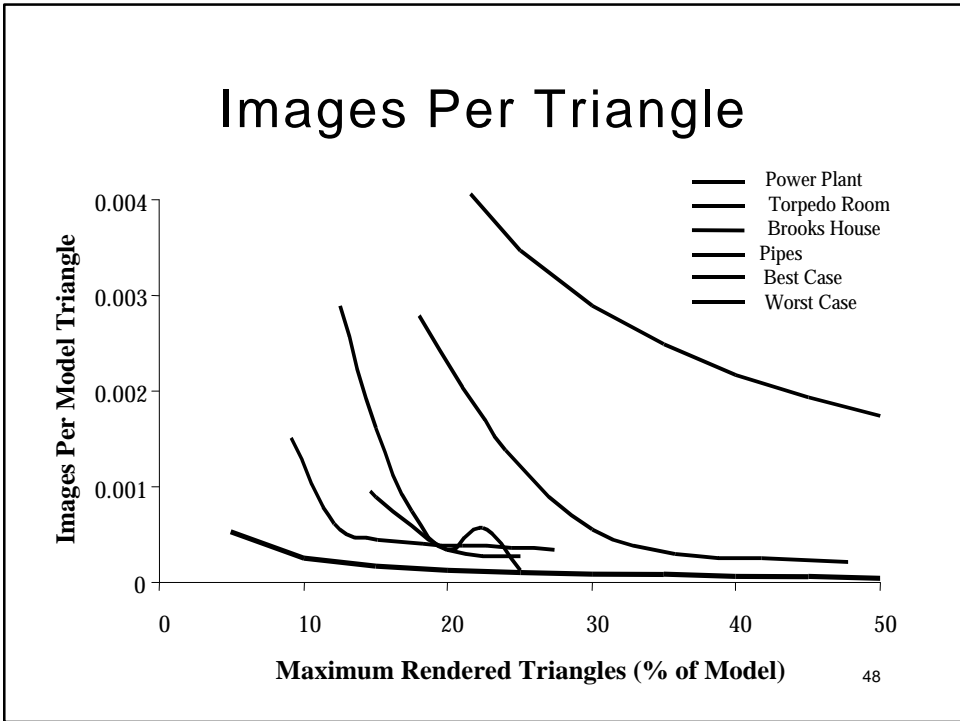 Images Per Triangle
Power Plant
Torpedo Room
Brooks House
Pipes
Best Case
Worst Case
Images Per Model Triangle
0.004
0.003
0.002
0.001
0
0 10 20 30 40 50
Maximum Rendered Triangles (% of Model)
48